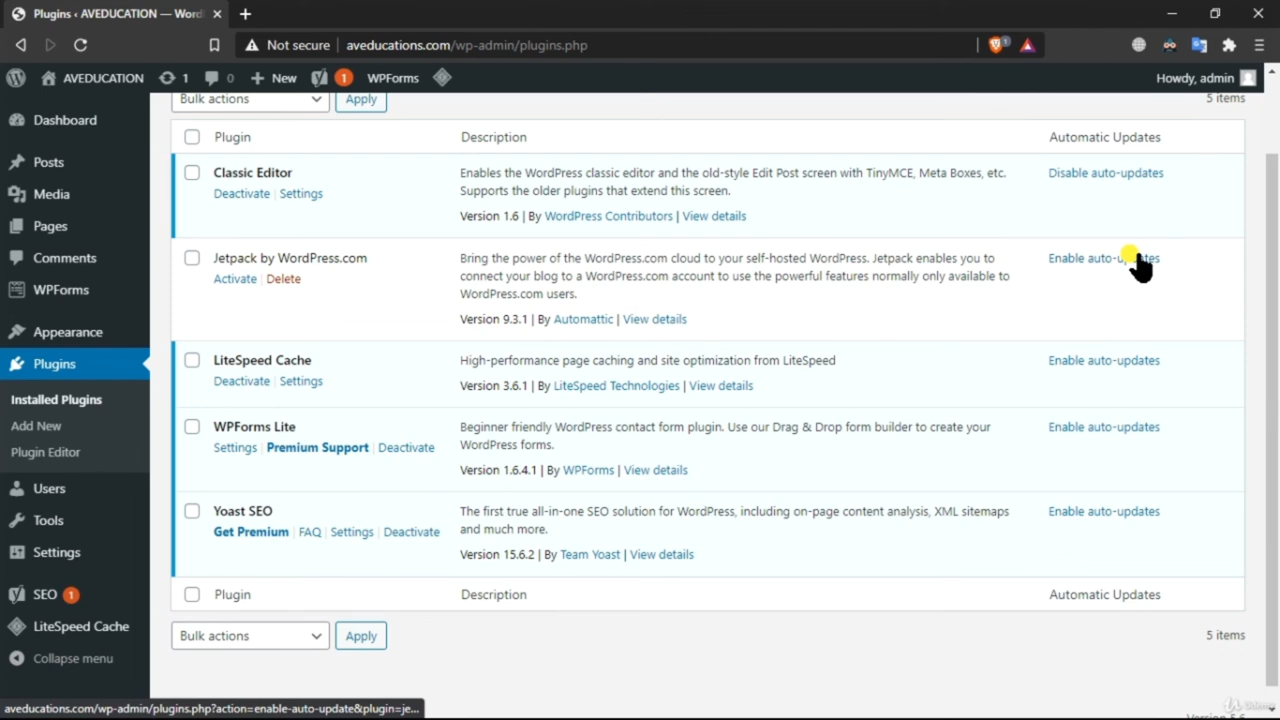 Plugins ‹ AVEDUCATION — Word
Not secure aveducations.com/wp-admin/plugins.php 1
AVEDUCATION 1 0 New 1 WPForms Howdy, admin
Bulk actions Apply 5 items
Dashboard
Posts
Media
Pages
Comments
WPForms
Appearance
Plugins
Installed Plugins
Add New
Plugin Editor
Users
Tools
Settings
SEO 1
LiteSpeed Cache
Collapse menu
Plugin Description Automatic Updates
Classic Editor
Deactivate | Settings
Enables the WordPress classic editor and the old-style Edit Post screen with TinyMCE, Meta Boxes, etc.
Supports the older plugins that extend this screen.
Version 1.6 | By WordPress Contributors | View details
Disable auto-updates
Jetpack by WordPress.com
Activate | Delete
Bring the power of the WordPress.com cloud to your self-hosted WordPress. Jetpack enables you to
connect your blog to a WordPress.com account to use the powerful features normally only available to
WordPress.com users.
Version 9.3.1 | By Automattic | View details
Enable auto-updates
LiteSpeed Cache
Deactivate | Settings
High-performance page caching and site optimization from LiteSpeed
Version 3.6.1 | By LiteSpeed Technologies | View details
Enable auto-updates
WPForms Lite
Settings | Premium Support | Deactivate
Beginner friendly WordPress contact form plugin. Use our Drag & Drop form builder to create your
WordPress forms.
Version 1.6.4.1 | By WPForms | View details
Enable auto-updates
Yoast SEO
Get Premium | FAQ | Settings | Deactivate
The first true all-in-one SEO solution for WordPress, including on-page content analysis, XML sitemaps
and much more.
Version 15.6.2 | By Team Yoast | View details
Enable auto-updates
Plugin Description Automatic Updates
Bulk actions Apply 5 items
aveducations.com/wp-admin/plugins.php?action=enable-auto-update&plugin=je...
Udemy